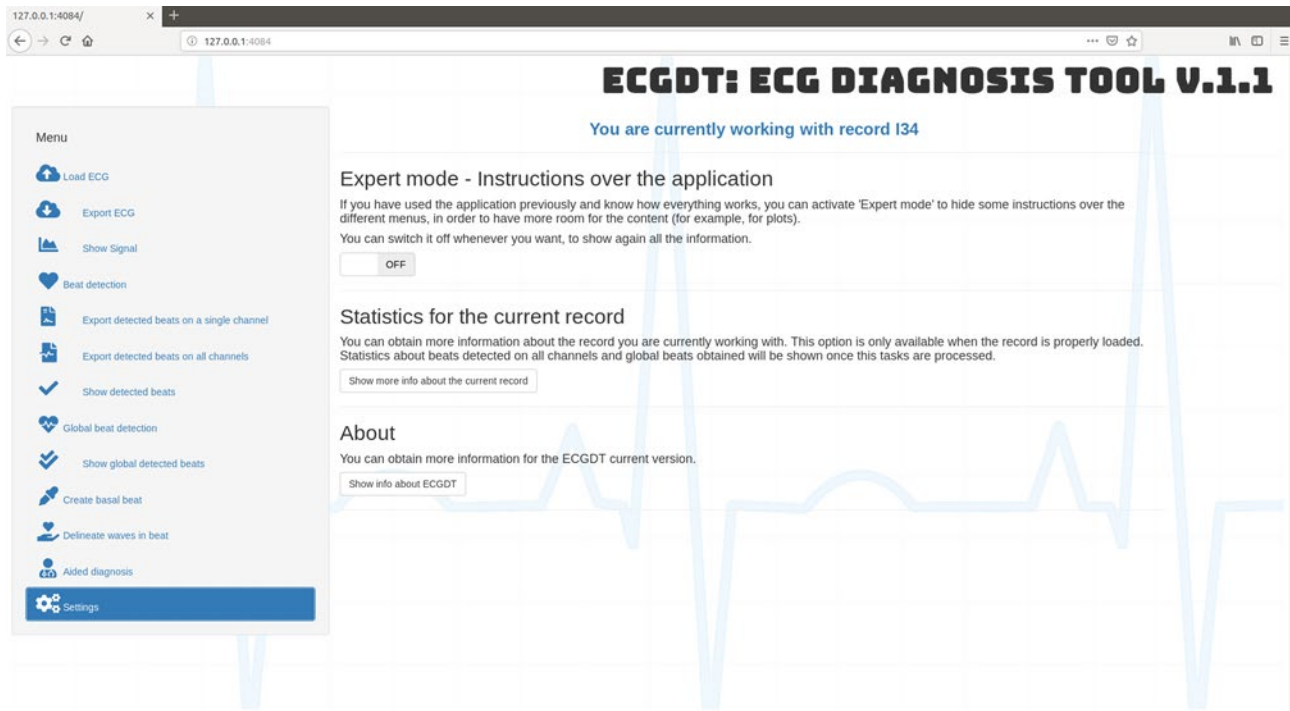 127.0.0.1:4084/
127.0.0.1:4084
ECGDT: ECG DIAGNOSIS TOOL V.1.1
Menu
Load ECG
Export ECG
Show Signal
Beat detection
Export detected beats on a single channel
Export detected beats on all channels
Show detected beats
Global beat detection
Show global detected beats
Create basal beat
Delineate waves in beat
Aided diagnosis
Settings
You are currently working with record I34
Expert mode - Instructions over the application
If you have used the application previously and know how everything works, you can activate 'Expert mode' to hide some instructions over the
different menus, in order to have more room for the content (for example, for plots).
You can switch it off whenever you want, to show again all the information.
OFF
Statistics for the current record
You can obtain more information about the record you are currently working with. This option is only available when the record is properly loaded.
Statistics about beats detected on all channels and global beats obtained will be shown once this tasks are processed.
Show more info about the current record
About
You can obtain more information for the ECGDT current version.
Show info about ECGDT